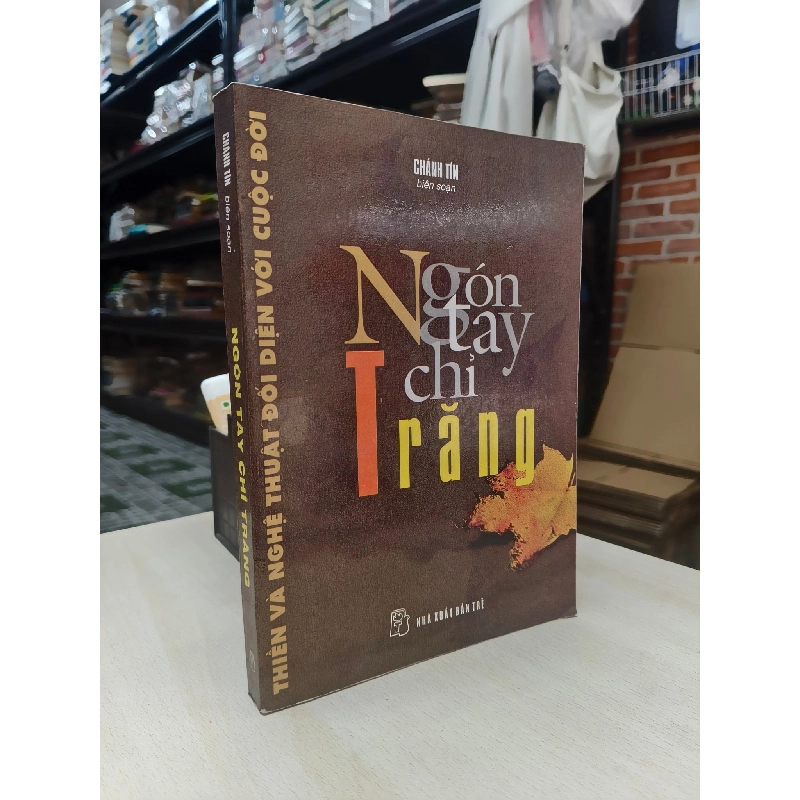 CHÁNH TÍN
biên soạn
Ngón
tay
chỉ
Trăng
NHÀ XUẤT BẢN TRẺ
THIỀN VÀ NGHỆ THUẬT ĐỐI DIỆN VỚI CUỘC ĐỜI
CHÁNH TÍN biên soạn NGÓN TAY CHỈ TRĂNG